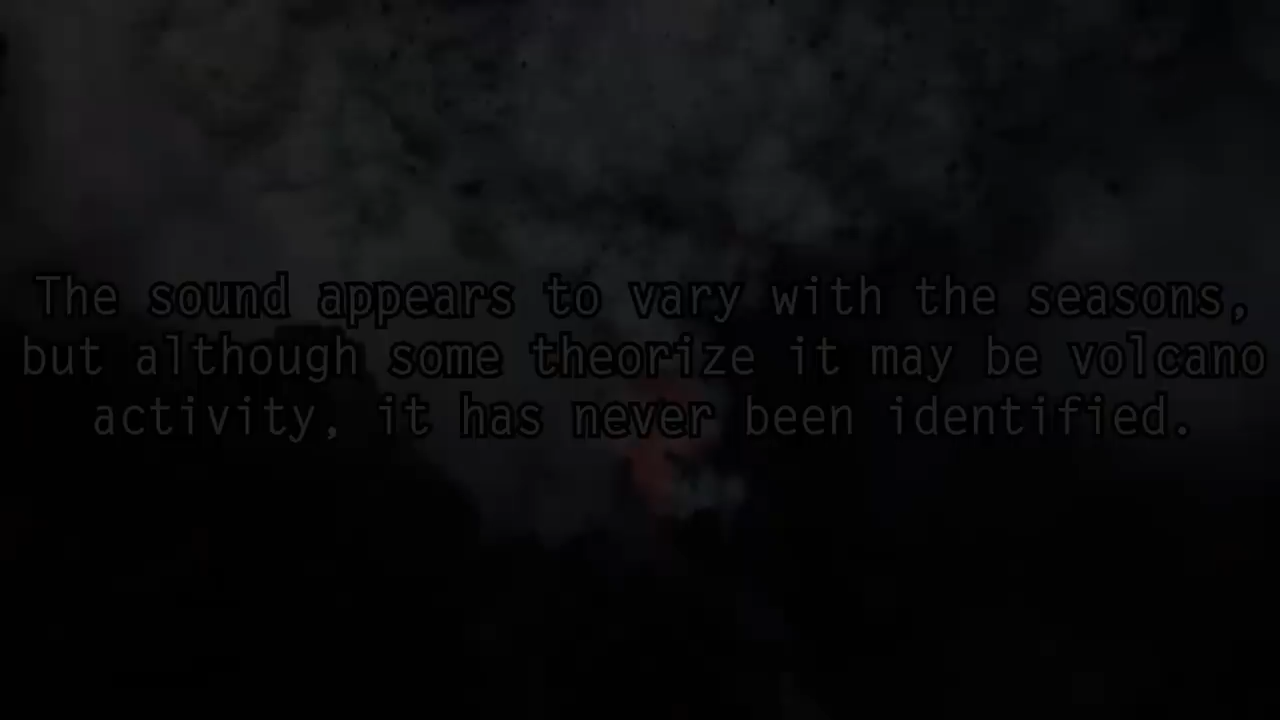 The sound appears to vary with the seasons,
but although some theorize it may be volcano
activity, it has never been identified.